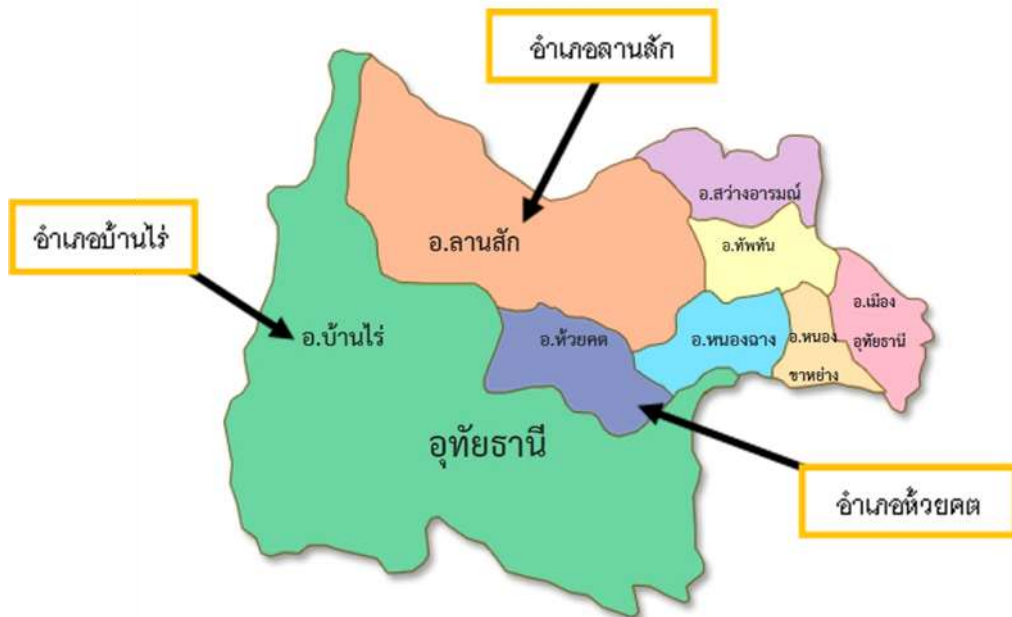 อำเภอลานสัก
อ.สว่างอารมณ์
อำเภอบ้านไร่
อ.ลานสัก
อ.ทัพทัน
อ.เมือง
อุทัยธานี
อ.บ้านไร่
อ.ห้วยคต
อ.หนองฉาง
อ.หนอง
ขาหย่าง
อุทัยธานี
อำเภอห้วยคต